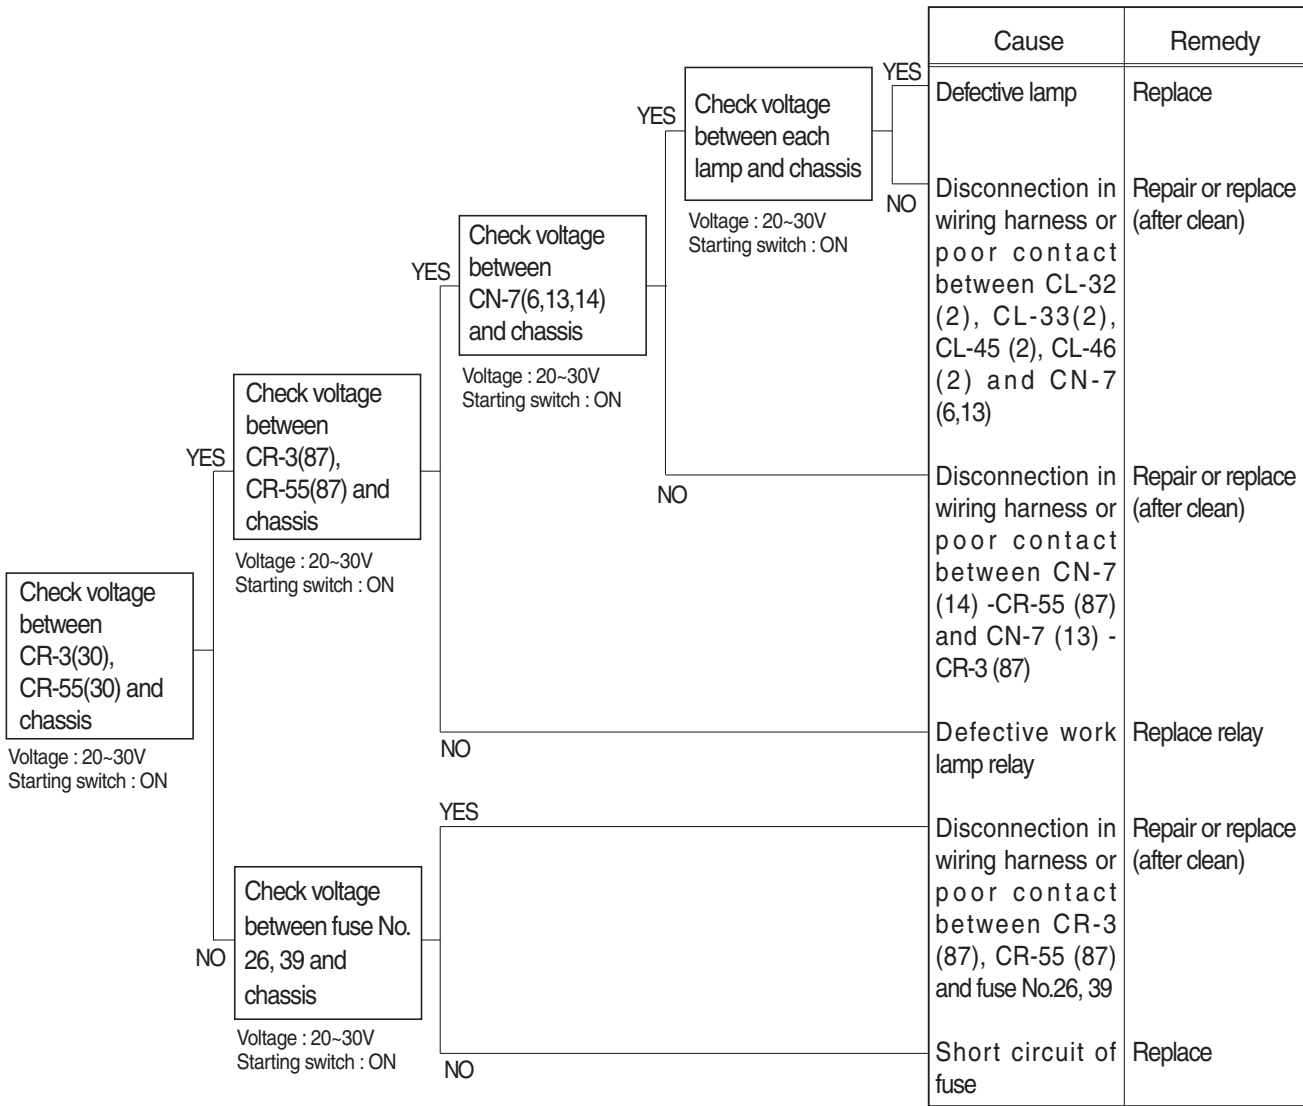 Cause
Remedy
YES
Defective lamp
Replace
Check voltage
between each
lamp and chassis
YES
Voltage : 20~30V
Starting switch : ON
NO
Disconnection in
wiring harness or
poor contact
between CL-32
(2), CL-33(2),
CL-45 (2), CL-46
(2) and CN-7
(6,13)
Repair or replace
(after clean)
Check voltage
between
CN-7(6,13,14)
and chassis
YES
Voltage : 20~30V
Starting switch : ON
NO
Disconnection in
wiring harness or
poor contact
between CN-7
(14) -CR-55 (87)
and CN-7 (13) -
CR-3 (87)
Repair or replace
(after clean)
Check voltage
between
CR-3(87),
CR-55(87) and
chassis
YES
Voltage : 20~30V
Starting switch : ON
Check voltage
between
CR-3(30),
CR-55(30) and
chassis
Voltage : 20~30V
Starting switch : ON
NO
Defective work
lamp relay
Replace relay
YES
Disconnection in
wiring harness or
poor contact
between CR-3
(87), CR-55 (87)
and fuse No.26, 39
Repair or replace
(after clean)
Check voltage
between fuse No.
26, 39 and
chassis
NO
Voltage : 20~30V
Starting switch : ON
NO
Short circuit of
fuse
Replace